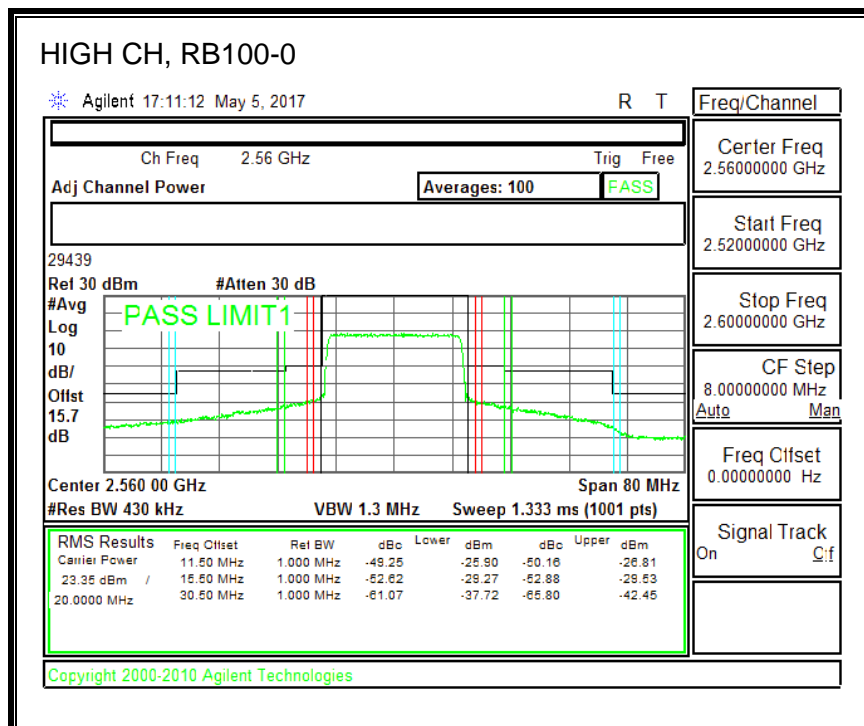 HIGH CH, RB100-0
Agilent 17:11:12 May 5, 2017 R T
Freq/Channel
Ch Freq 2.56 GHz Trig Free
Adj Channel Power Averages: 100 PASS
Center Freq
2.56000000 GHz
Start Freq
2.52000000 GHz
29439
Ref 30 dBm #Atten 30 dB
#Avg
Log
10
dB/
Offst
15.7
dB
PASS LIMIT1
Stop Freq
2.60000000 GHz
CF Step
8.00000000 MHz
Auto Man
Freq Offset
0.00000000 Hz
Center 2.560 00 GHz Span 80 MHz
#Res BW 430 kHz VBW 1.3 MHz Sweep 1.333 ms (1001 pts)
Signal Track
On Off
RMS Results Freq Offset Ref BW dBc Lower dBm dBc Upper dBm
Carrier Power 11.50 MHz 1.000 MHz -49.25 -25.90 -50.16 -26.81
23.35 dBm / 15.50 MHz 1.000 MHz -52.62 -29.27 -52.88 -29.53
20.0000 MHz 30.50 MHz 1.000 MHz -61.07 -37.72 -65.80 -42.45
Copyright 2000-2010 Agilent Technologies